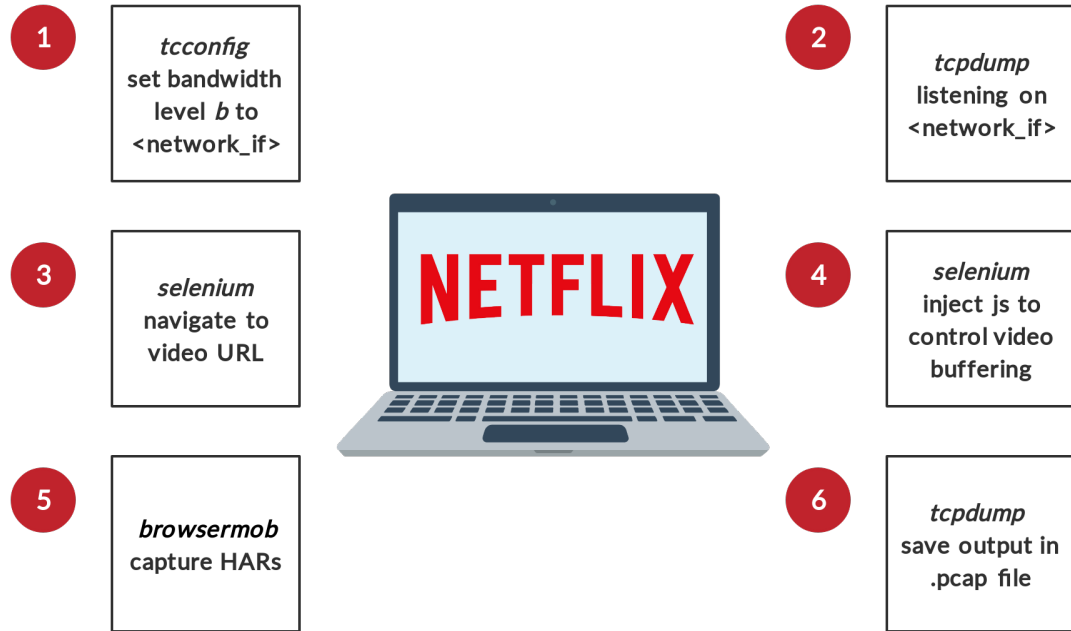 1
tcconfig
set bandwidth
level b to
<network_if>
2
tcpdump
listening on
<network_if>
3
selenium
navigate to
video URL
NETFLIX
4
selenium
inject js to
control video
buffering
5
browsermob
capture HARs
6
tcpdump
save output in
.pcap file